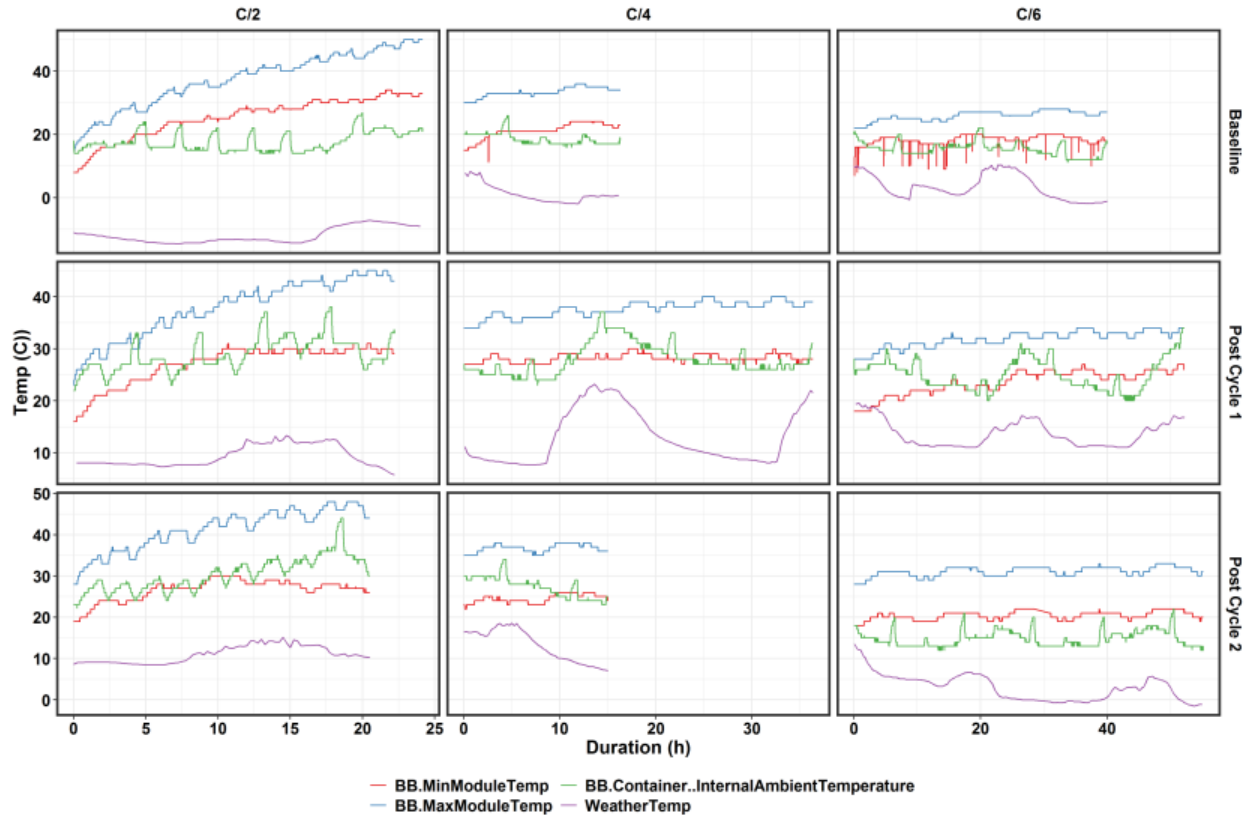 C/2 C/4 C/6
40
20
0
Baseline
40
30
20
10
Post Cycle 1
50
40
30
20
10
0
Post Cycle 2
Temp (C))
0 5 10 15 20 25 0 10 20 30 0 20 40
Duration (h)
BB.MinModuleTemp BB.Container..InternalAmbientTemperature
BB.MaxModuleTemp WeatherTemp